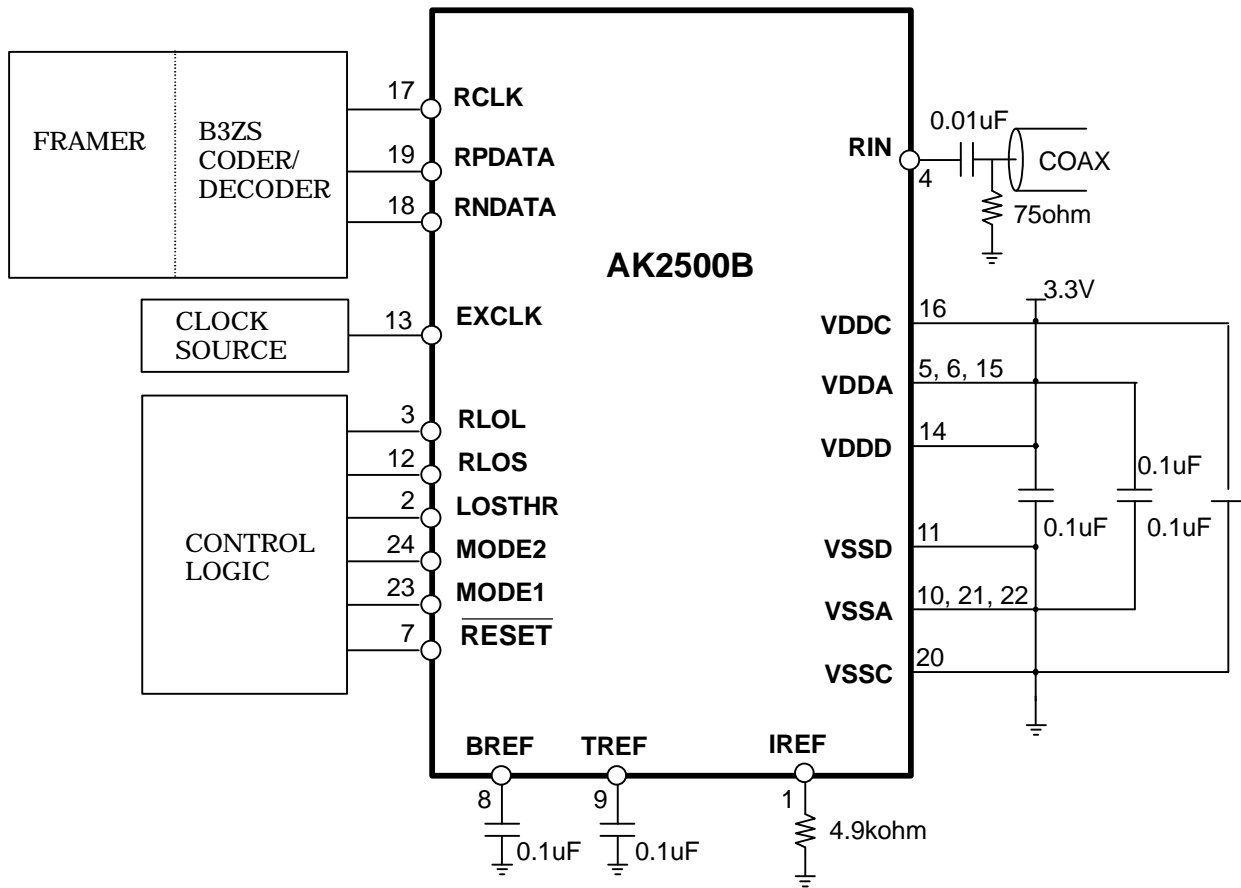 FRAMER
B3ZS
CODER/
DECODER
17
RCLK
19
RPDATA
18
RNDATA
CLOCK
SOURCE
13
EXCLK
CONTROL
LOGIC
3
RLOL
12
RLOS
2
LOSTHR
24
MODE2
23
MODE1
7
RESET
AK2500B
RIN
4
0.01uF
COAX
75ohm
3.3V
VDDC
16
VDDA
5, 6, 15
VDDD
14
0.1uF
0.1uF
0.1uF
VSSD
11
VSSA
10, 21, 22
VSSC
20
BREF
8
0.1uF
TREF
9
0.1uF
IREF
1
4.9kohm